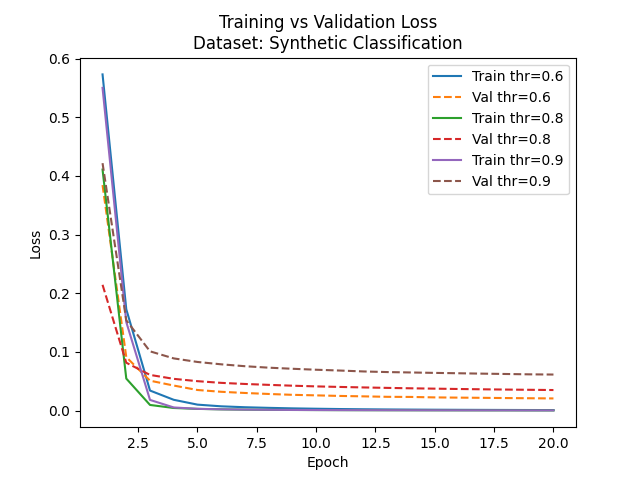 Training vs Validation Loss
Dataset: Synthetic Classification
Loss
0.6
0.5
0.4
0.3
0.2
0.1
0.0
Train thr=0.6
Val thr=0.6
Train thr=0.8
Val thr=0.8
Train thr=0.9
Val thr=0.9
2.5 5.0 7.5 10.0 12.5 15.0 17.5 20.0
Epoch